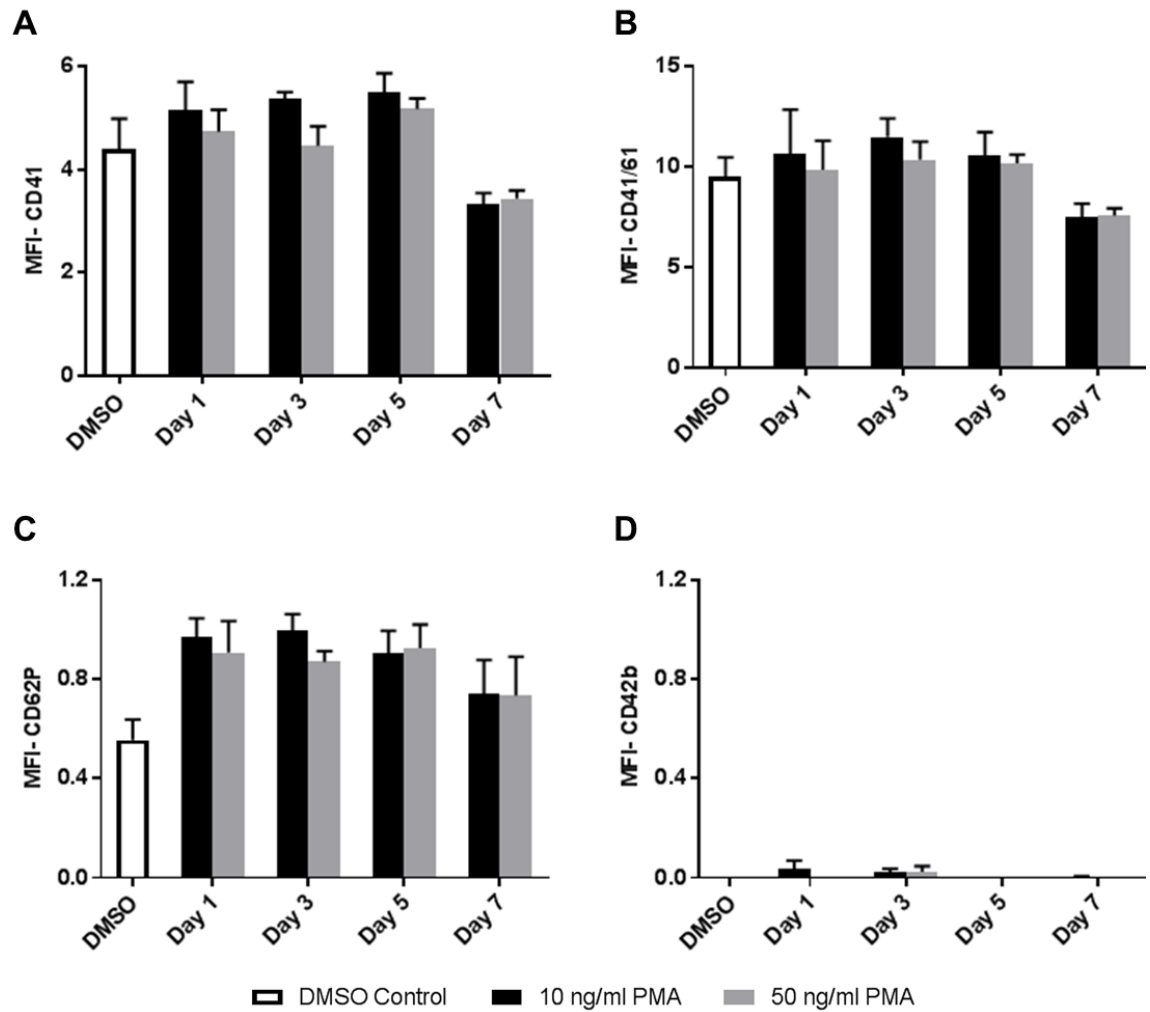 A
MFI- CD41
6
4
2
0
DMSO
Day 1
Day 3
Day 5
Day 7
B
MFI- CD41/61
15
10
5
0
DMSO
Day 1
Day 3
Day 5
Day 7
C
MFI- CD62P
1.2
0.8
0.4
0.0
DMSO
Day 1
Day 3
Day 5
Day 7
D
MFI- CD42b
1.2
0.8
0.4
0.0
DMSO
Day 1
Day 3
Day 5
Day 7
DMSO Control
10 ng/ml PMA
50 ng/ml PMA